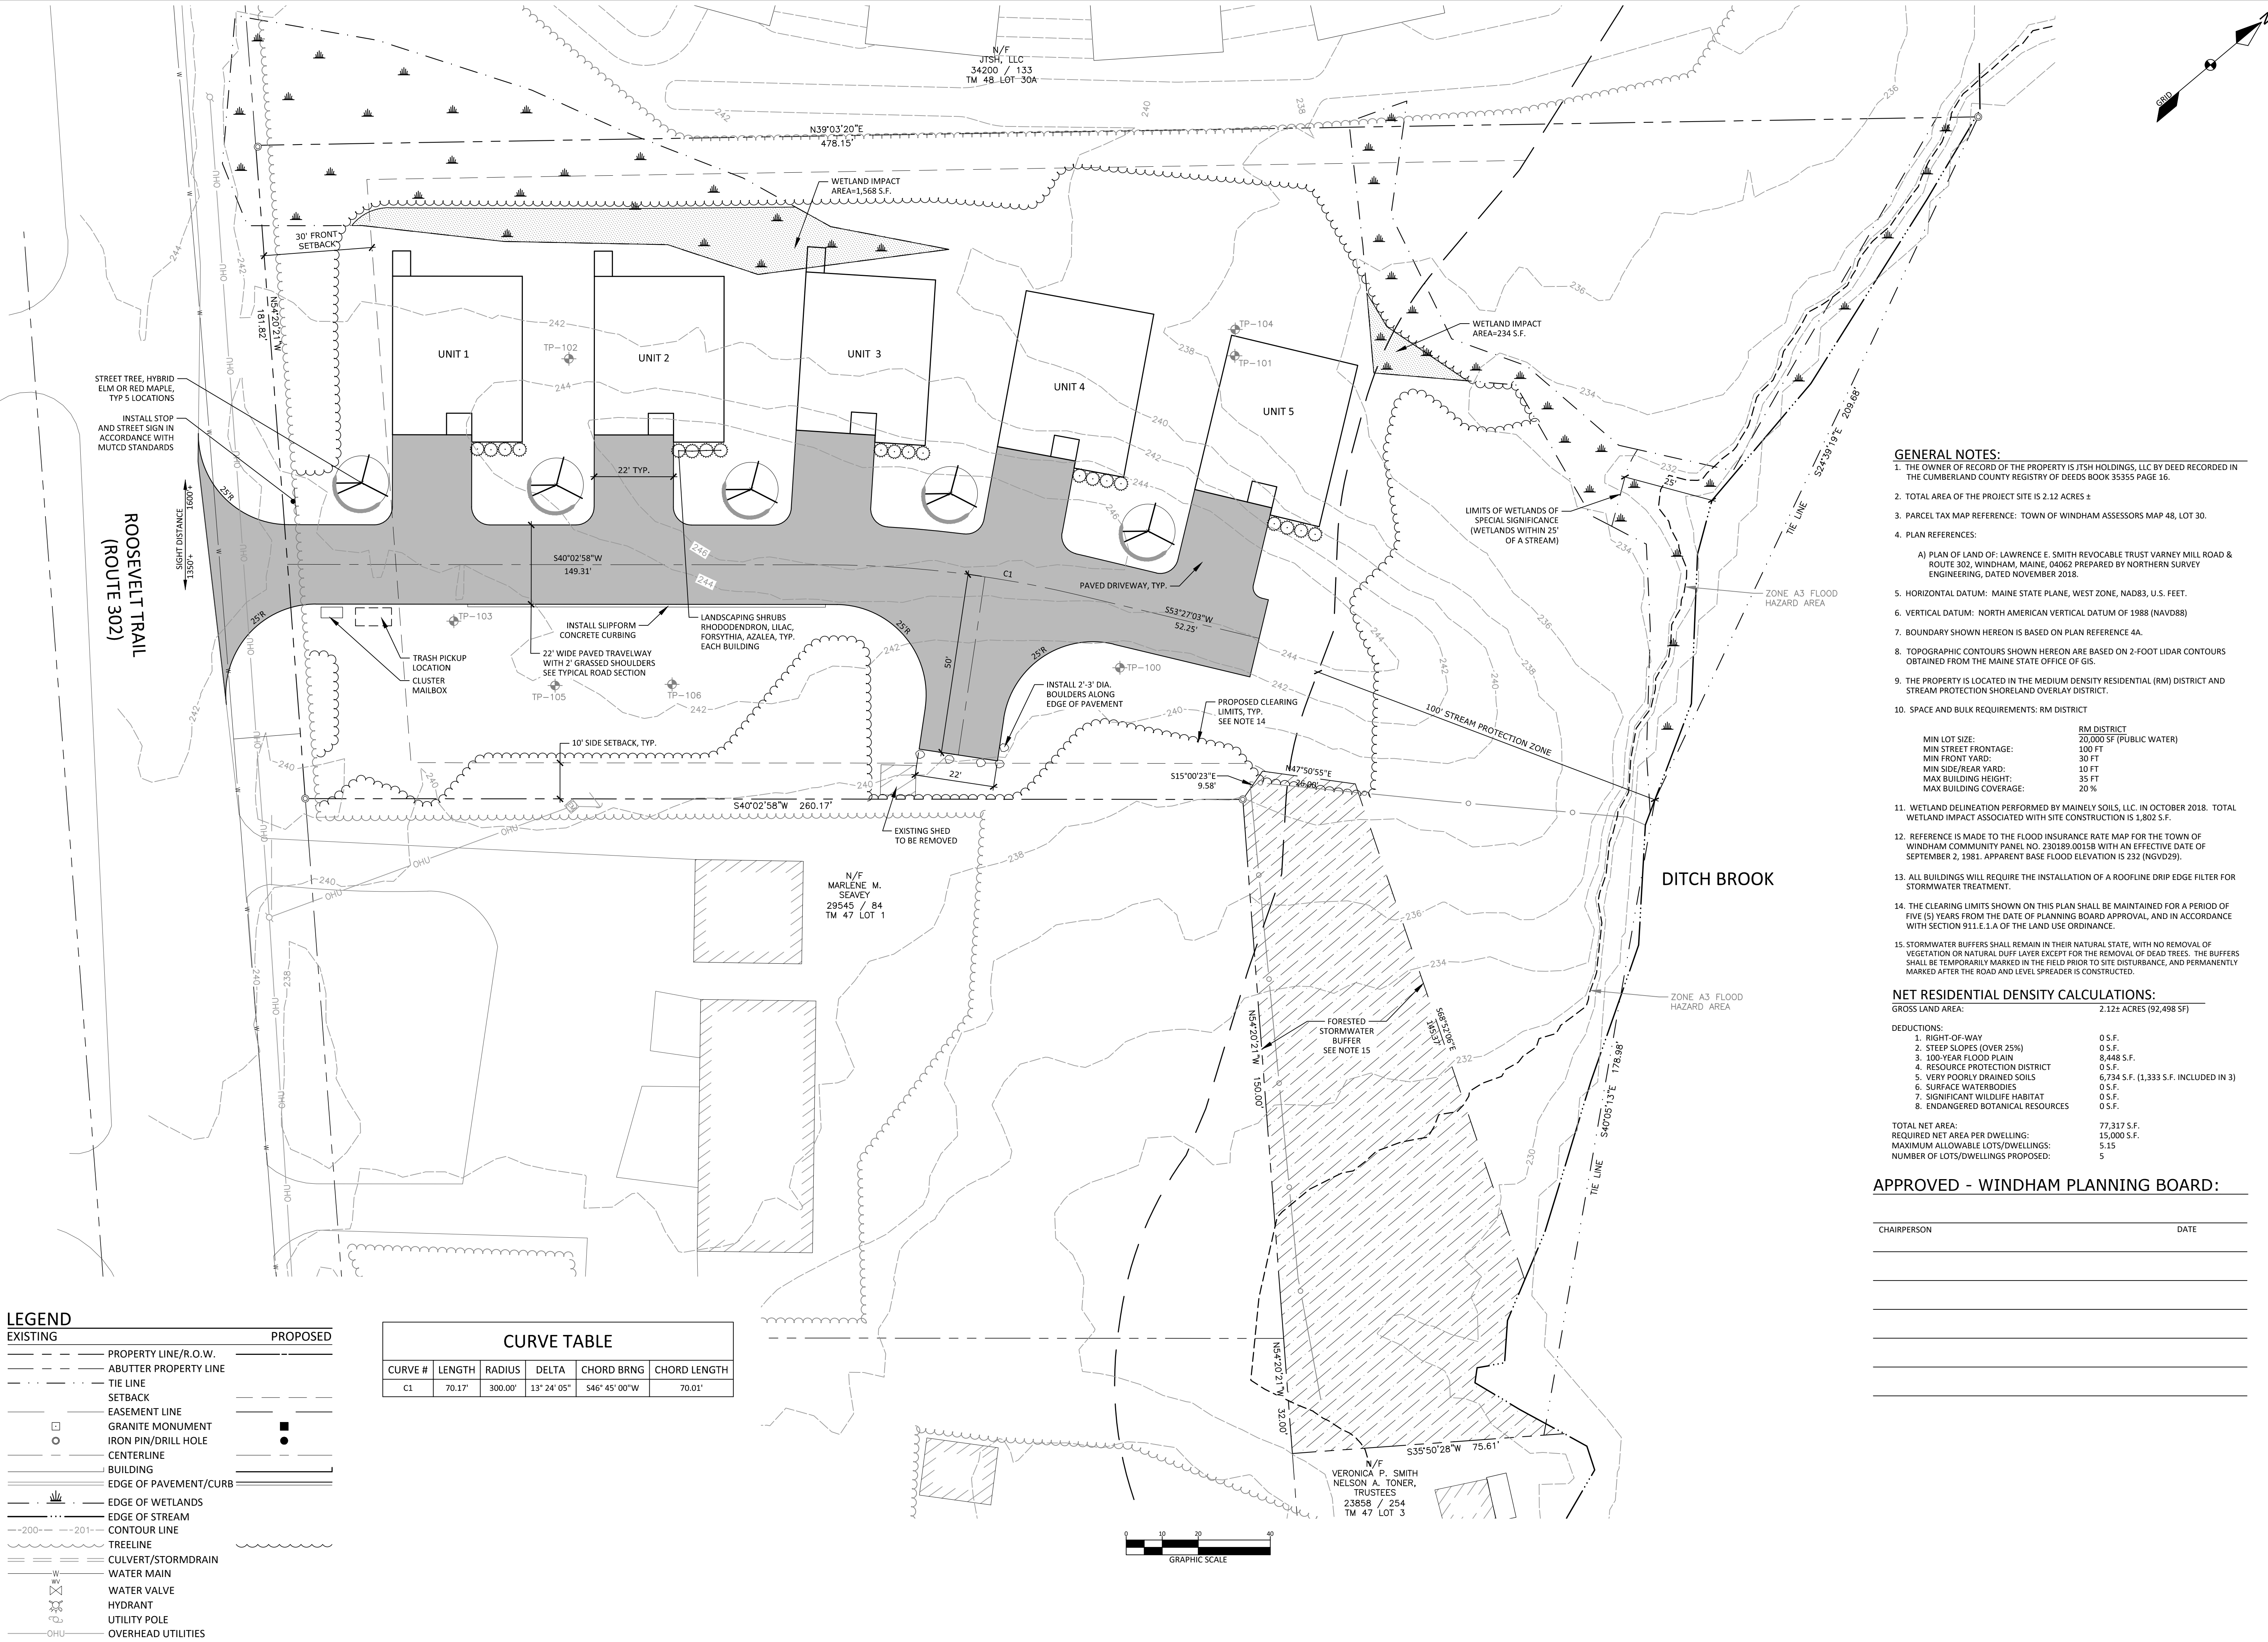 N/F
JTSH, LLC
34200 / 133
TM 48 LOT 30A
GRID
N39°03'20"E
478.15'
WETLAND IMPACT
AREA=1,568 S.F.
30' FRONT
SETBACK
N54°20'21"W
181.82'
UNIT 1
UNIT 2
UNIT 3
UNIT 4
UNIT 5
TP-102
TP-104
TP-101
WETLAND IMPACT
AREA=234 S.F.
STREET TREE, HYBRID
ELM OR RED MAPLE,
TYP 5 LOCATIONS
INSTALL STOP
AND STREET SIGN IN
ACCORDANCE WITH
MUTCD STANDARDS
22' TYP.
25'R
SIGHT DISTANCE
1600'+
1350'+
ROOSEVELT TRAIL
(ROUTE 302)
S40°02'58"W
149.31'
C1
PAVED DRIVEWAY, TYP.
S53°27'03"W
52.25'
25'R
25'R
25'R
50'
TP-103
TP-100
TP-105
TP-106
INSTALL SLIPFORM
CONCRETE CURBING
LANDSCAPING SHRUBS
RHODODENDRON, LILAC,
FORSYTHIA, AZALEA, TYP.
EACH BUILDING
TRASH PICKUP
LOCATION
CLUSTER
MAILBOX
22' WIDE PAVED TRAVELWAY
WITH 2' GRASSED SHOULDERS
SEE TYPICAL ROAD SECTION
INSTALL 2'-3' DIA.
BOULDERS ALONG
EDGE OF PAVEMENT
PROPOSED CLEARING
LIMITS, TYP.
SEE NOTE 14
10' SIDE SETBACK, TYP.
22'
S15°00'23"E
9.58'
N47°50'55"E
S40°02'58"W 260.17'
EXISTING SHED
TO BE REMOVED
100' STREAM PROTECTION ZONE
LIMITS OF WETLANDS OF
SPECIAL SIGNIFICANCE
(WETLANDS WITHIN 25'
OF A STREAM)
25'
TIE LINE
S24°39'19"E 209.68'
ZONE A3 FLOOD
HAZARD AREA
DITCH BROOK
ZONE A3 FLOOD
HAZARD AREA
N/F
MARLENE M.
SEAVEY
29545 / 84
TM 47 LOT 1
N54°20'21"W 150.00'
FORESTED
STORMWATER
BUFFER
SEE NOTE 15
S68°52'06"E
145.37'
TIE LINE
S40°05'13"E 178.98'
N54°20'21"W 32.00'
S35°50'28"W 75.61'
N/F
VERONICA P. SMITH
NELSON A. TONER,
TRUSTEES
23858 / 254
TM 47 LOT 3
0 10 20 40
GRAPHIC SCALE
GENERAL NOTES:
1. THE OWNER OF RECORD OF THE PROPERTY IS JTSH HOLDINGS, LLC BY DEED RECORDED IN
THE CUMBERLAND COUNTY REGISTRY OF DEEDS BOOK 35355 PAGE 16.
2. TOTAL AREA OF THE PROJECT SITE IS 2.12 ACRES ±
3. PARCEL TAX MAP REFERENCE: TOWN OF WINDHAM ASSESSORS MAP 48, LOT 30.
4. PLAN REFERENCES:
A) PLAN OF LAND OF: LAWRENCE E. SMITH REVOCABLE TRUST VARNEY MILL ROAD &
ROUTE 302, WINDHAM, MAINE, 04062 PREPARED BY NORTHERN SURVEY
ENGINEERING, DATED NOVEMBER 2018.
5. HORIZONTAL DATUM: MAINE STATE PLANE, WEST ZONE, NAD83, U.S. FEET.
6. VERTICAL DATUM: NORTH AMERICAN VERTICAL DATUM OF 1988 (NAVD88)
7. BOUNDARY SHOWN HEREON IS BASED ON PLAN REFERENCE 4A.
8. TOPOGRAPHIC CONTOURS SHOWN HEREON ARE BASED ON 2-FOOT LIDAR CONTOURS
OBTAINED FROM THE MAINE STATE OFFICE OF GIS.
9. THE PROPERTY IS LOCATED IN THE MEDIUM DENSITY RESIDENTIAL (RM) DISTRICT AND
STREAM PROTECTION SHORELAND OVERLAY DISTRICT.
10. SPACE AND BULK REQUIREMENTS: RM DISTRICT
RM DISTRICT
MIN LOT SIZE: 20,000 SF (PUBLIC WATER)
MIN STREET FRONTAGE: 100 FT
MIN FRONT YARD: 30 FT
MIN SIDE/REAR YARD: 10 FT
MAX BUILDING HEIGHT: 35 FT
MAX BUILDING COVERAGE: 20 %
11. WETLAND DELINEATION PERFORMED BY MAINELY SOILS, LLC. IN OCTOBER 2018. TOTAL
WETLAND IMPACT ASSOCIATED WITH SITE CONSTRUCTION IS 1,802 S.F.
12. REFERENCE IS MADE TO THE FLOOD INSURANCE RATE MAP FOR THE TOWN OF
WINDHAM COMMUNITY PANEL NO. 230189.0015B WITH AN EFFECTIVE DATE OF
SEPTEMBER 2, 1981. APPARENT BASE FLOOD ELEVATION IS 232 (NGVD29).
13. ALL BUILDINGS WILL REQUIRE THE INSTALLATION OF A ROOFLINE DRIP EDGE FILTER FOR
STORMWATER TREATMENT.
14. THE CLEARING LIMITS SHOWN ON THIS PLAN SHALL BE MAINTAINED FOR A PERIOD OF
FIVE (5) YEARS FROM THE DATE OF PLANNING BOARD APPROVAL, AND IN ACCORDANCE
WITH SECTION 911.E.1.A OF THE LAND USE ORDINANCE.
15. STORMWATER BUFFERS SHALL REMAIN IN THEIR NATURAL STATE, WITH NO REMOVAL OF
VEGETATION OR NATURAL DUFF LAYER EXCEPT FOR THE REMOVAL OF DEAD TREES. THE BUFFERS
SHALL BE TEMPORARILY MARKED IN THE FIELD PRIOR TO SITE DISTURBANCE, AND PERMANENTLY
MARKED AFTER THE ROAD AND LEVEL SPREADER IS CONSTRUCTED.
NET RESIDENTIAL DENSITY CALCULATIONS:
GROSS LAND AREA: 2.12± ACRES (92,498 SF)
DEDUCTIONS:
1. RIGHT-OF-WAY 0 S.F.
2. STEEP SLOPES (OVER 25%) 0 S.F.
3. 100-YEAR FLOOD PLAIN 8,448 S.F.
4. RESOURCE PROTECTION DISTRICT 0 S.F.
5. VERY POORLY DRAINED SOILS 6,734 S.F. (1,333 S.F. INCLUDED IN 3)
6. SURFACE WATERBODIES 0 S.F.
7. SIGNIFICANT WILDLIFE HABITAT 0 S.F.
8. ENDANGERED BOTANICAL RESOURCES 0 S.F.
TOTAL NET AREA: 77,317 S.F.
REQUIRED NET AREA PER DWELLING: 15,000 S.F.
MAXIMUM ALLOWABLE LOTS/DWELLINGS: 5.15
NUMBER OF LOTS/DWELLINGS PROPOSED: 5
APPROVED - WINDHAM PLANNING BOARD:
CHAIRPERSON DATE
LEGEND
EXISTING PROPOSED
PROPERTY LINE/R.O.W.
ABUTTER PROPERTY LINE
TIE LINE
SETBACK
EASEMENT LINE
GRANITE MONUMENT
IRON PIN/DRILL HOLE
CENTERLINE
BUILDING
EDGE OF PAVEMENT/CURB
EDGE OF WETLANDS
EDGE OF STREAM
200 201 CONTOUR LINE
TREELINE
CULVERT/STORMDRAIN
W WATER MAIN
WV WATER VALVE
HYDRANT
UTILITY POLE
OHU OVERHEAD UTILITIES
CURVE TABLE
CURVE # LENGTH RADIUS DELTA CHORD BRNG CHORD LENGTH
C1 70.17' 300.00' 13° 24' 05" S46° 45' 00"W 70.01'